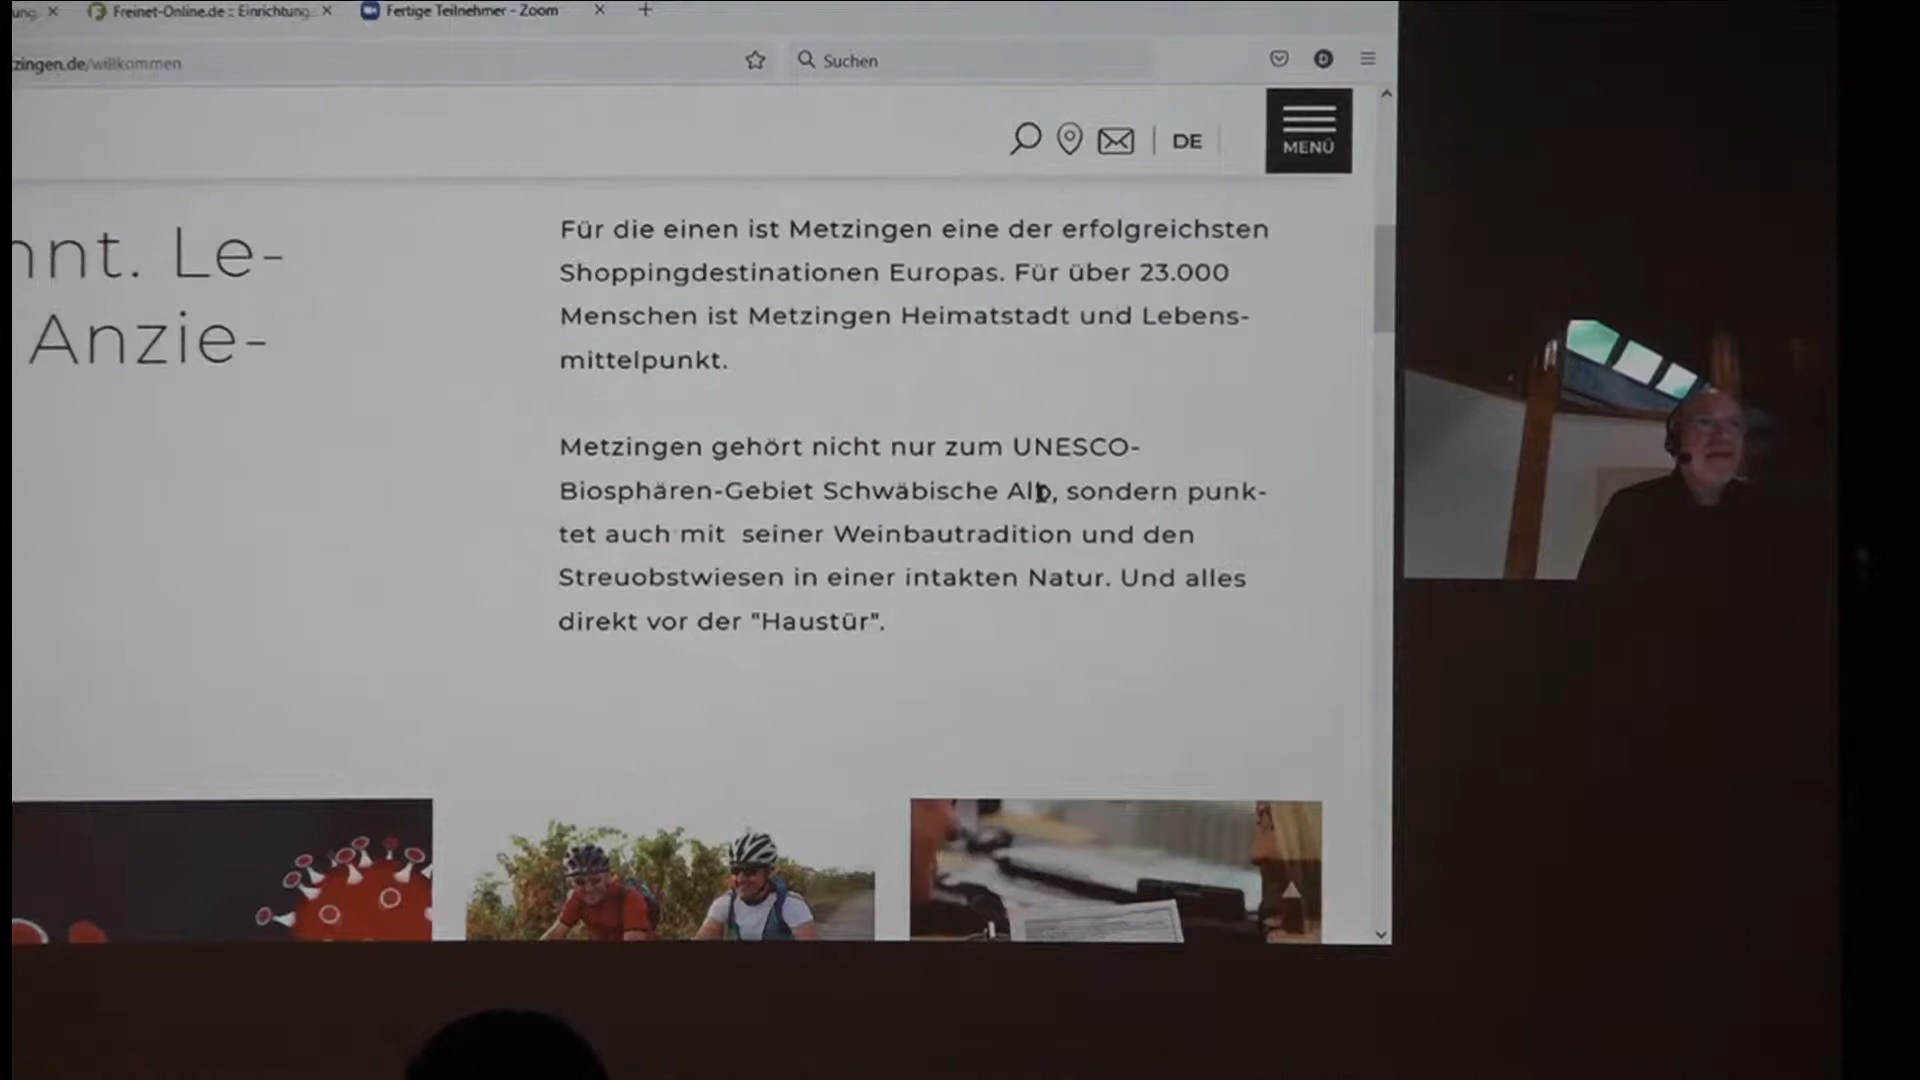 ung
Freinet-Online.de :: Einrichtung
Fertige Teilnehmer - Zoom
zingen.de/willkommen
Suchen
DE
MENÜ
nnt. Le-
Anzie-
Für die einen ist Metzingen eine der erfolgreichsten
Shoppingdestinationen Europas. Für über 23.000
Menschen ist Metzingen Heimatstadt und Lebens-
mittelpunkt.
Metzingen gehört nicht nur zum UNESCO-
Biosphären-Gebiet Schwäbische Alb, sondern punk-
tet auch mit seiner Weinbautradition und den
Streuobstwiesen in einer intakten Natur. Und alles
direkt vor der "Haustür".